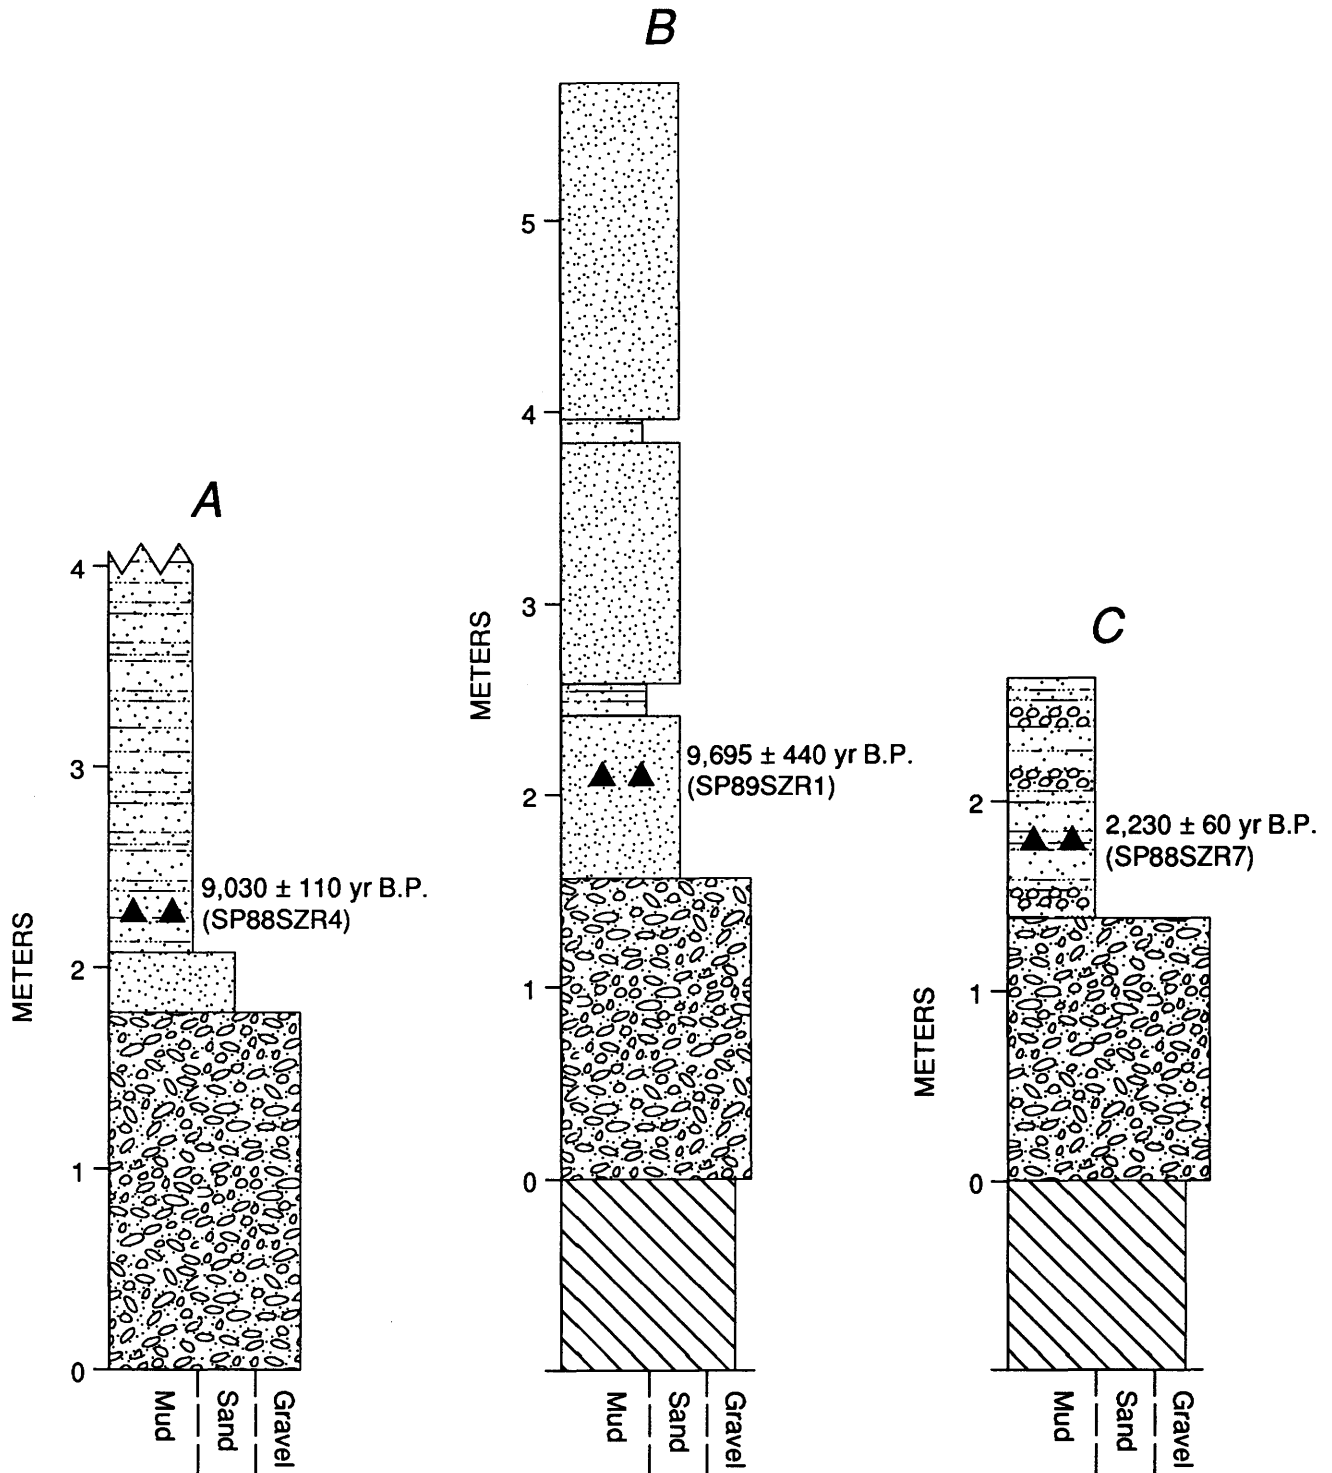 A
4
3
2
1
0
METERS
9,030 ± 110 yr B.P.
(SP88SZR4)
Mud
Sand
Gravel
B
5
4
3
2
1
0
METERS
9,695 ± 440 yr B.P.
(SP89SZR1)
Mud
Sand
Gravel
C
2
1
0
METERS
2,230 ± 60 yr B.P.
(SP88SZR7)
Mud
Sand
Gravel